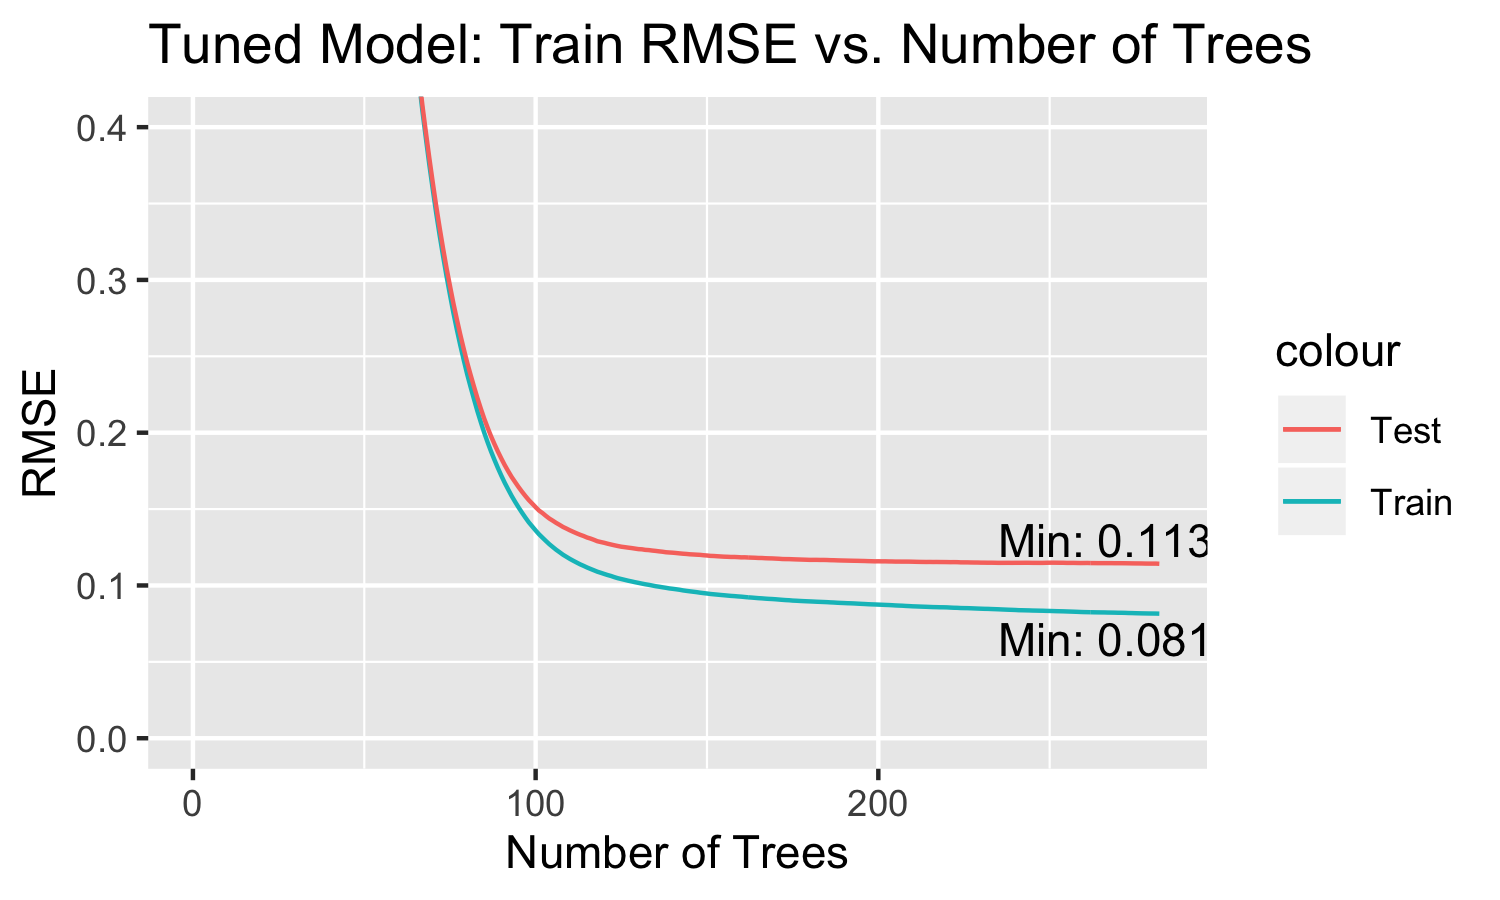 Tuned Model: Train RMSE vs. Number of Trees
0.4
0.3
0.2
0.1
0.0
RMSE
Min: 0.113
Min: 0.081
0 100 200
Number of Trees
colour
Test
Train